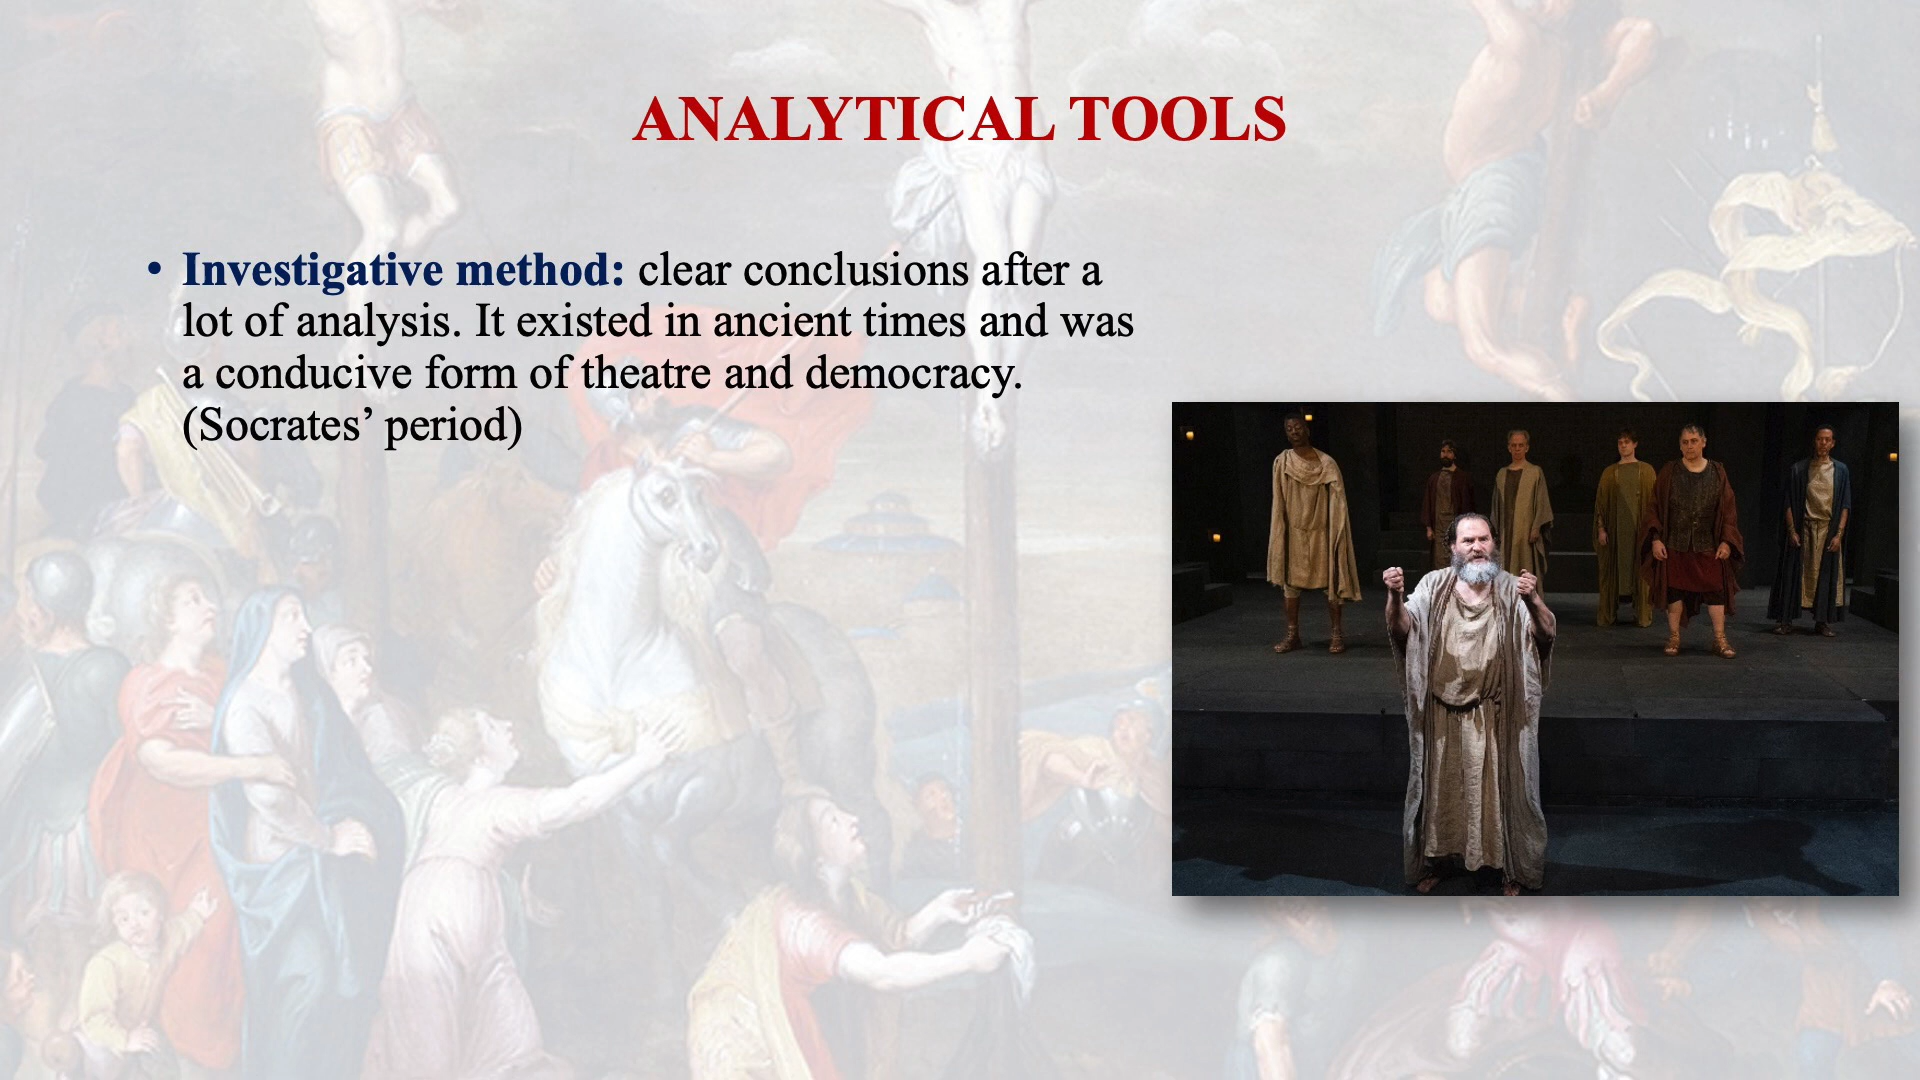 ANALYTICAL TOOLS
• Investigative method: clear conclusions after a
lot of analysis. It existed in ancient times and was
a conducive form of theatre and democracy.
(Socrates’ period)